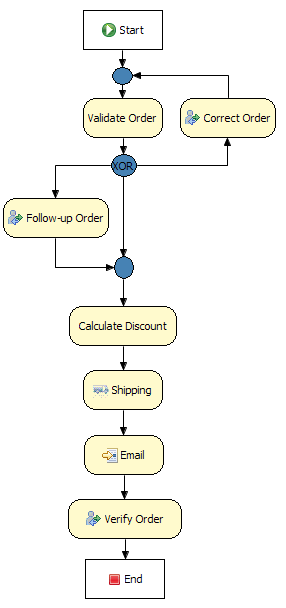 Start
Validate Order
Correct Order
XOR
Follow-up Order
Calculate Discount
Shipping
Email
Verify Order
End